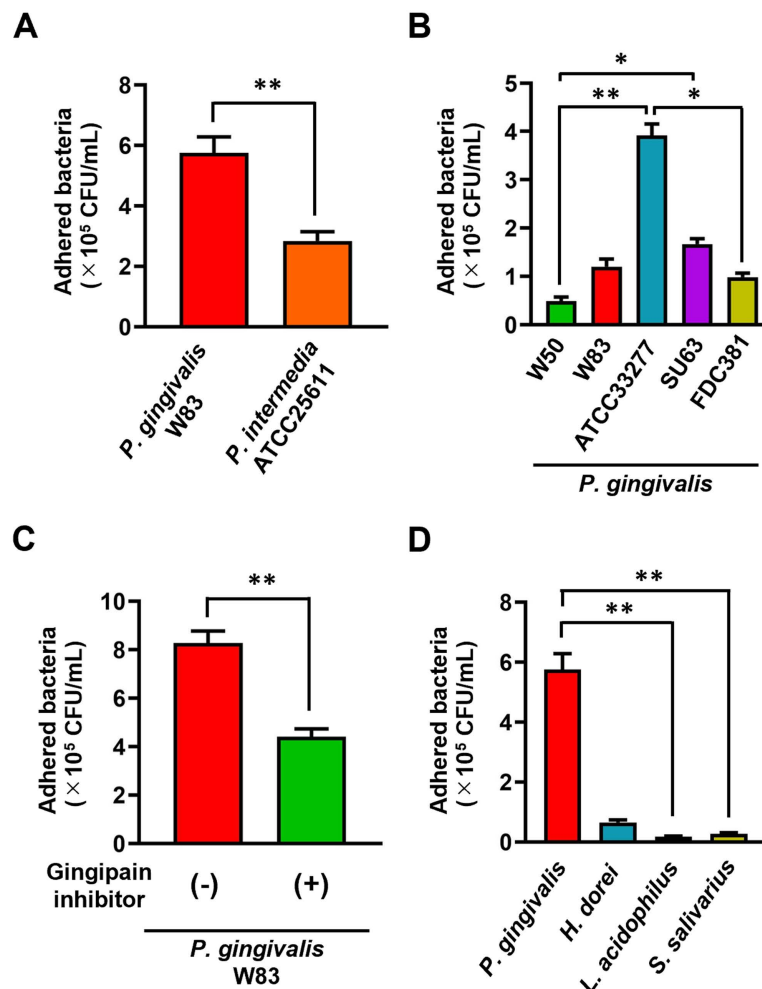 A
Adhered bacteria
(×10⁵ CFU/mL)
8
6
4
2
0
**
P. gingivalis
W83
P. intermedia
ATCC25611
B
Adhered bacteria
(×10⁵ CFU/mL)
5
4
3
2
1
0
*
**
*
W50
W83
ATCC33277
SU63
FDC381
P. gingivalis
C
Adhered bacteria
(×10⁵ CFU/mL)
10
8
6
4
2
0
**
Gingipain
inhibitor
(-)
(+)
P. gingivalis
W83
D
Adhered bacteria
(×10⁵ CFU/mL)
8
6
4
2
0
**
**
P. gingivalis
H. dorei
L. acidophilus
S. salivarius